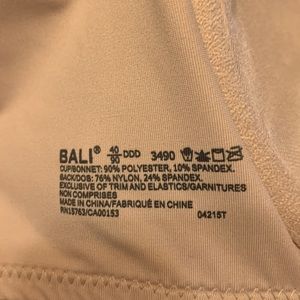 BALI® 40/90 DDD 3490
CUP/BONNET: 90% POLYESTER, 10% SPANDEX.
BACK/DOS: 76% NYLON, 24% SPANDEX.
EXCLUSIVE OF TRIM AND ELASTICS/GARNITURES
NON COMPRISES
MADE IN CHINA/FABRIQUÉ EN CHINE
RN15763/CA00153 04215T